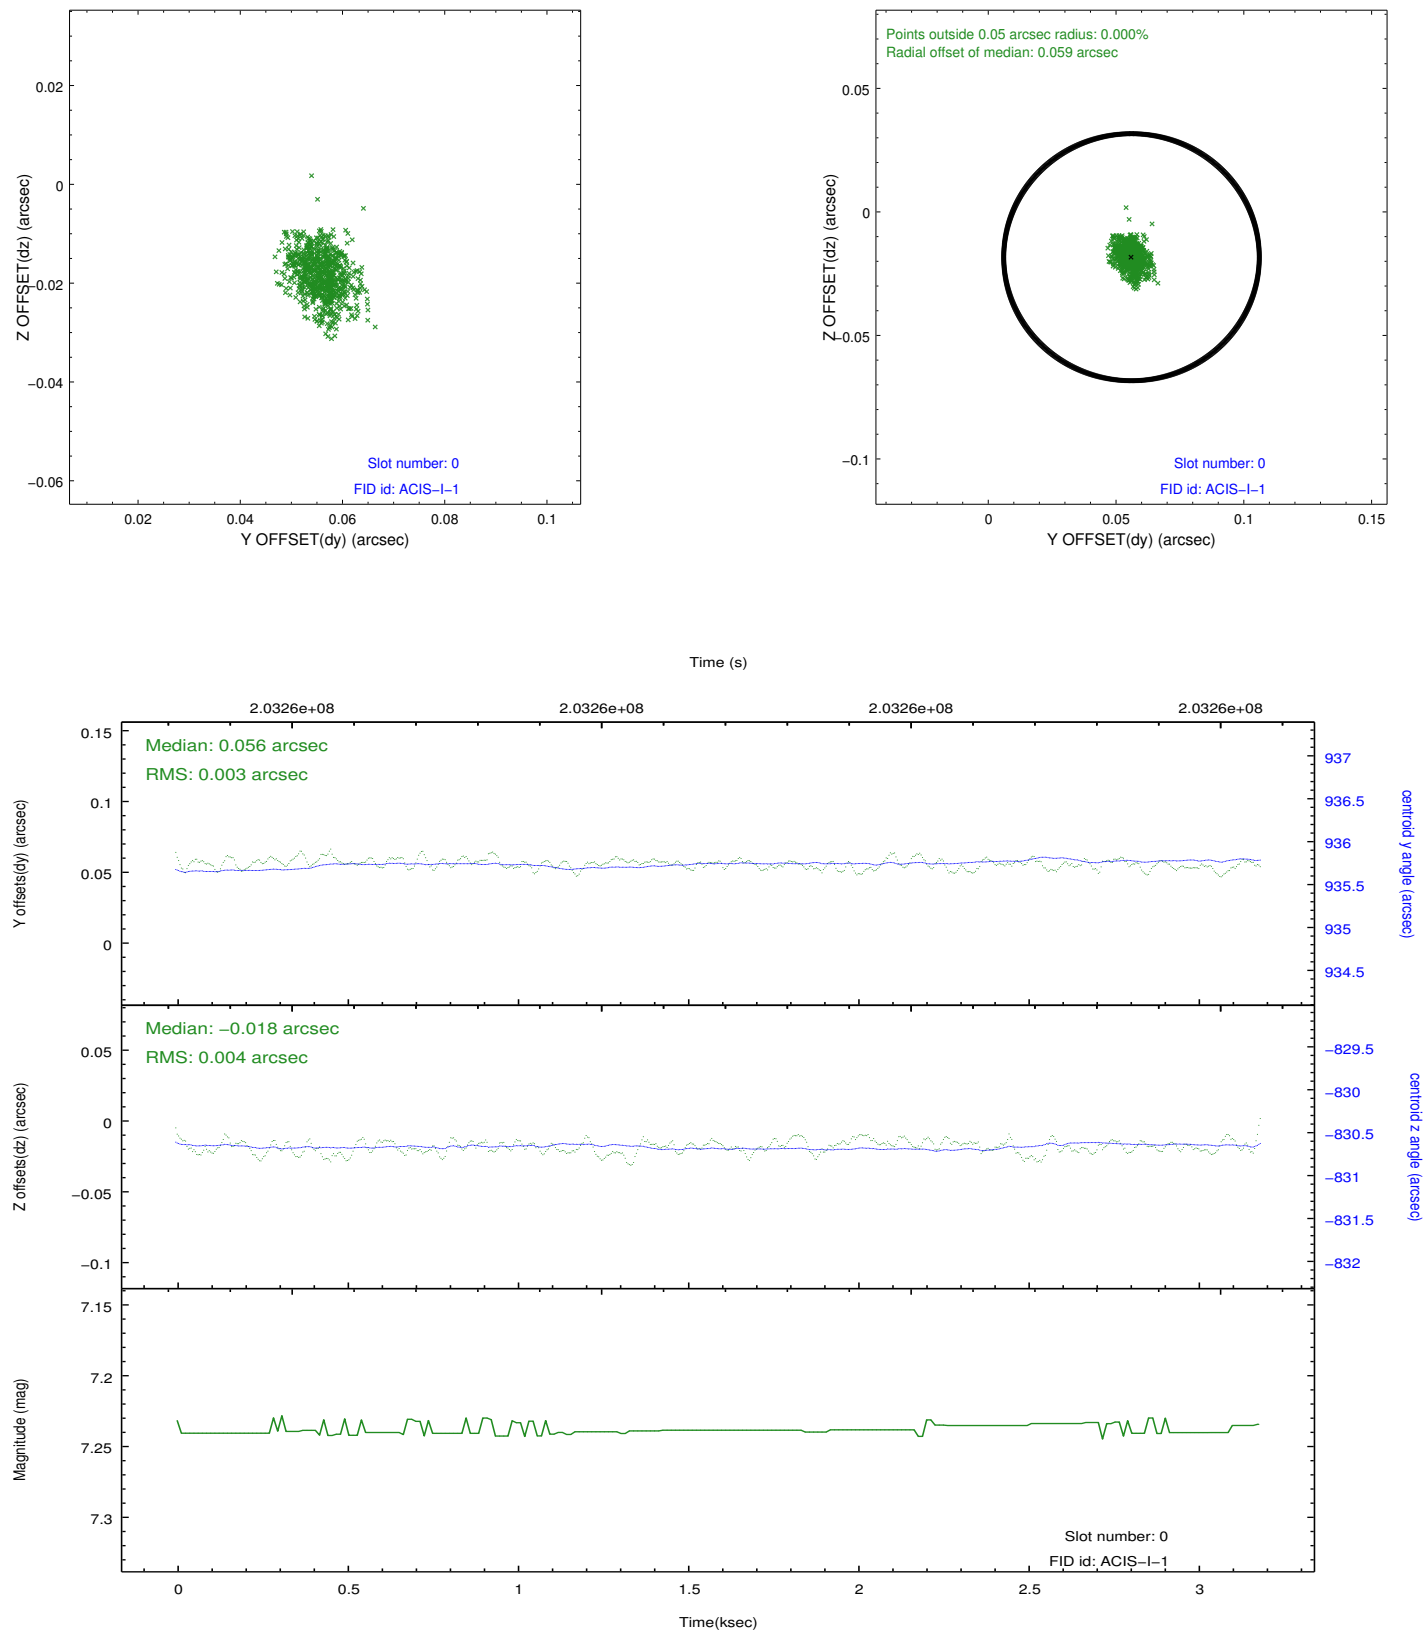 0.02
0
−0.02
−0.04
−0.06
Z OFFSET(dz) (arcsec)
Slot number: 0
FID id: ACIS−I−1
0.02 0.04 0.06 0.08 0.1
Y OFFSET(dy) (arcsec)
Points outside 0.05 arcsec radius: 0.000%
Radial offset of median: 0.059 arcsec
0.05
0
−0.05
−0.1
Z OFFSET(dz) (arcsec)
Slot number: 0
FID id: ACIS−I−1
0 0.05 0.1 0.15
Y OFFSET(dy) (arcsec)
Time (s)
2.0326e+08 2.0326e+08 2.0326e+08 2.0326e+08
Median: 0.056 arcsec
RMS: 0.003 arcsec
0.15
0.1
0.05
0
Y offsets(dy) (arcsec)
937
936.5
936
935.5
935
934.5
centroid y angle (arcsec)
Median: −0.018 arcsec
RMS: 0.004 arcsec
0.05
0
−0.05
−0.1
Z offsets(dz) (arcsec)
−829.5
−830
−830.5
−831
−831.5
−832
centroid z angle (arcsec)
7.15
7.2
7.25
7.3
Magnitude (mag)
Slot number: 0
FID id: ACIS−I−1
0 0.5 1 1.5 2 2.5 3
Time(ksec)